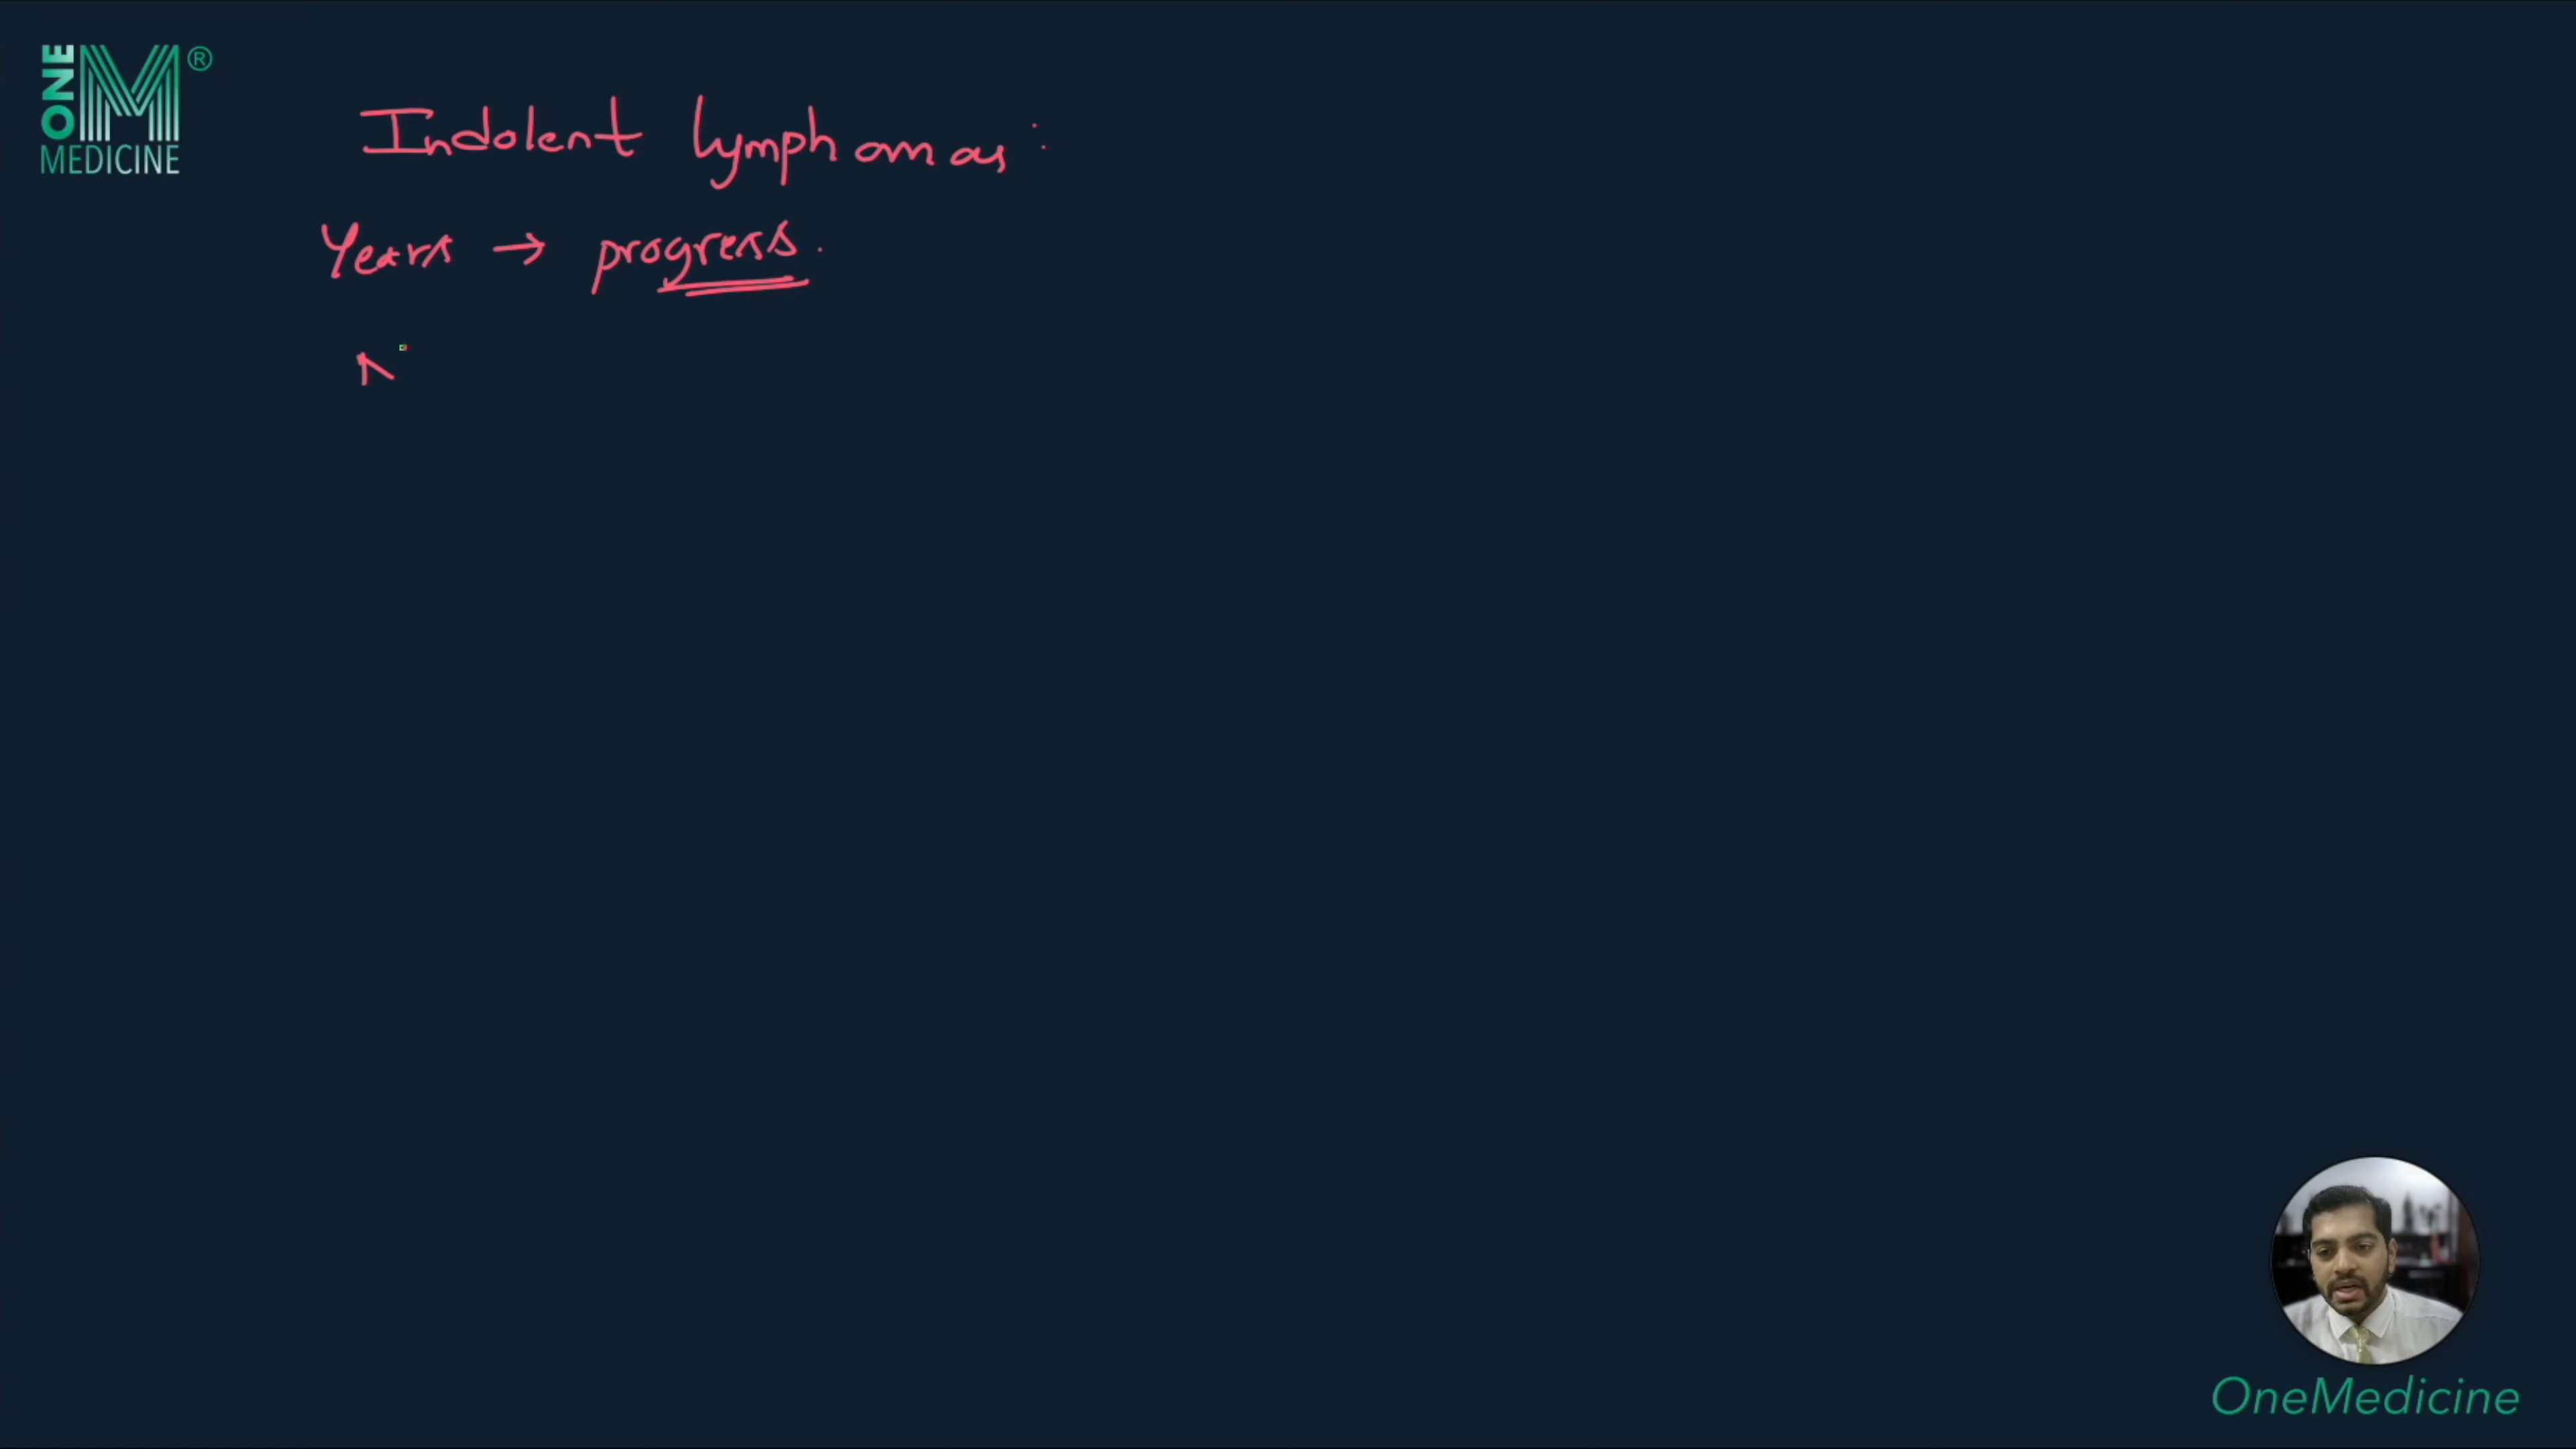 ONE
M®
MEDICINE
Indolent lymphomas:
Years → progress.
N
OneMedicine